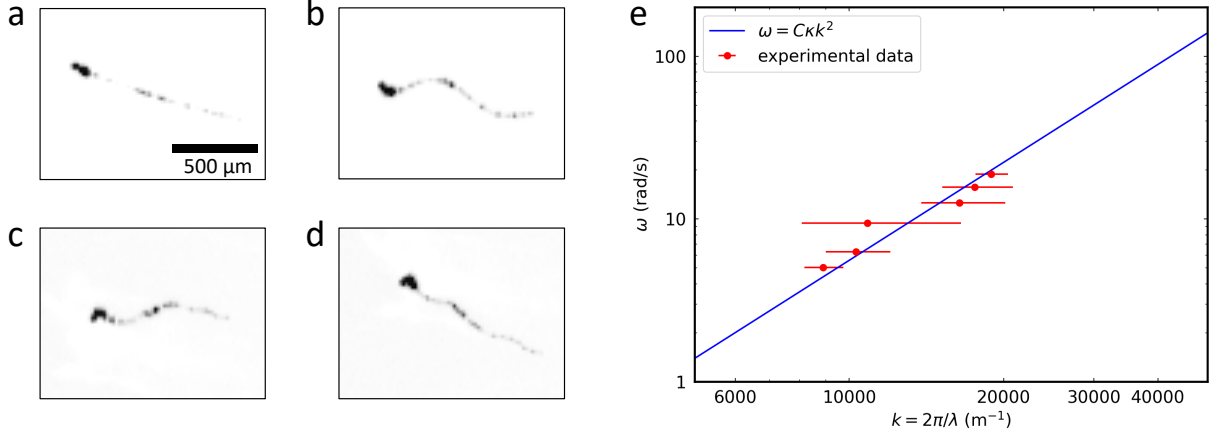 a
500 µm
b
c
d
e
ω = Cκk²
experimental data
100
10
1
ω (rad/s)
6000 10000 20000 30000 40000
k = 2π/λ (m⁻¹)